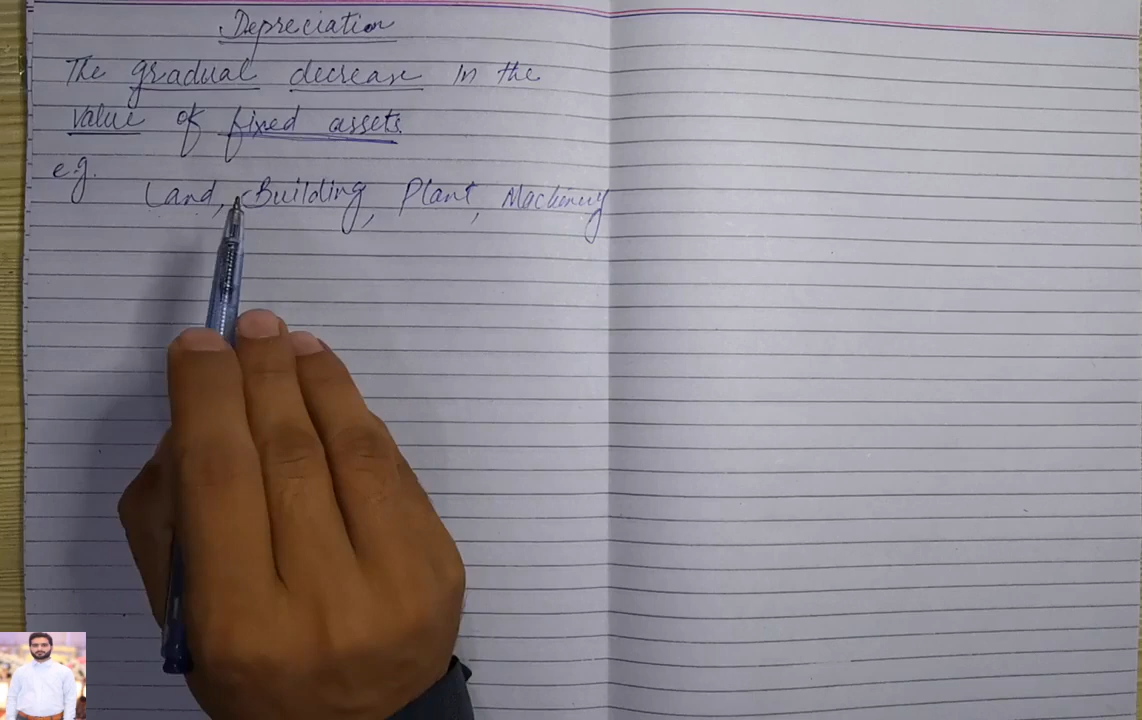 Depreciation
The gradual decrease in the
value of fixed assets.
e.g.
Land, Building, Plant, Machinery